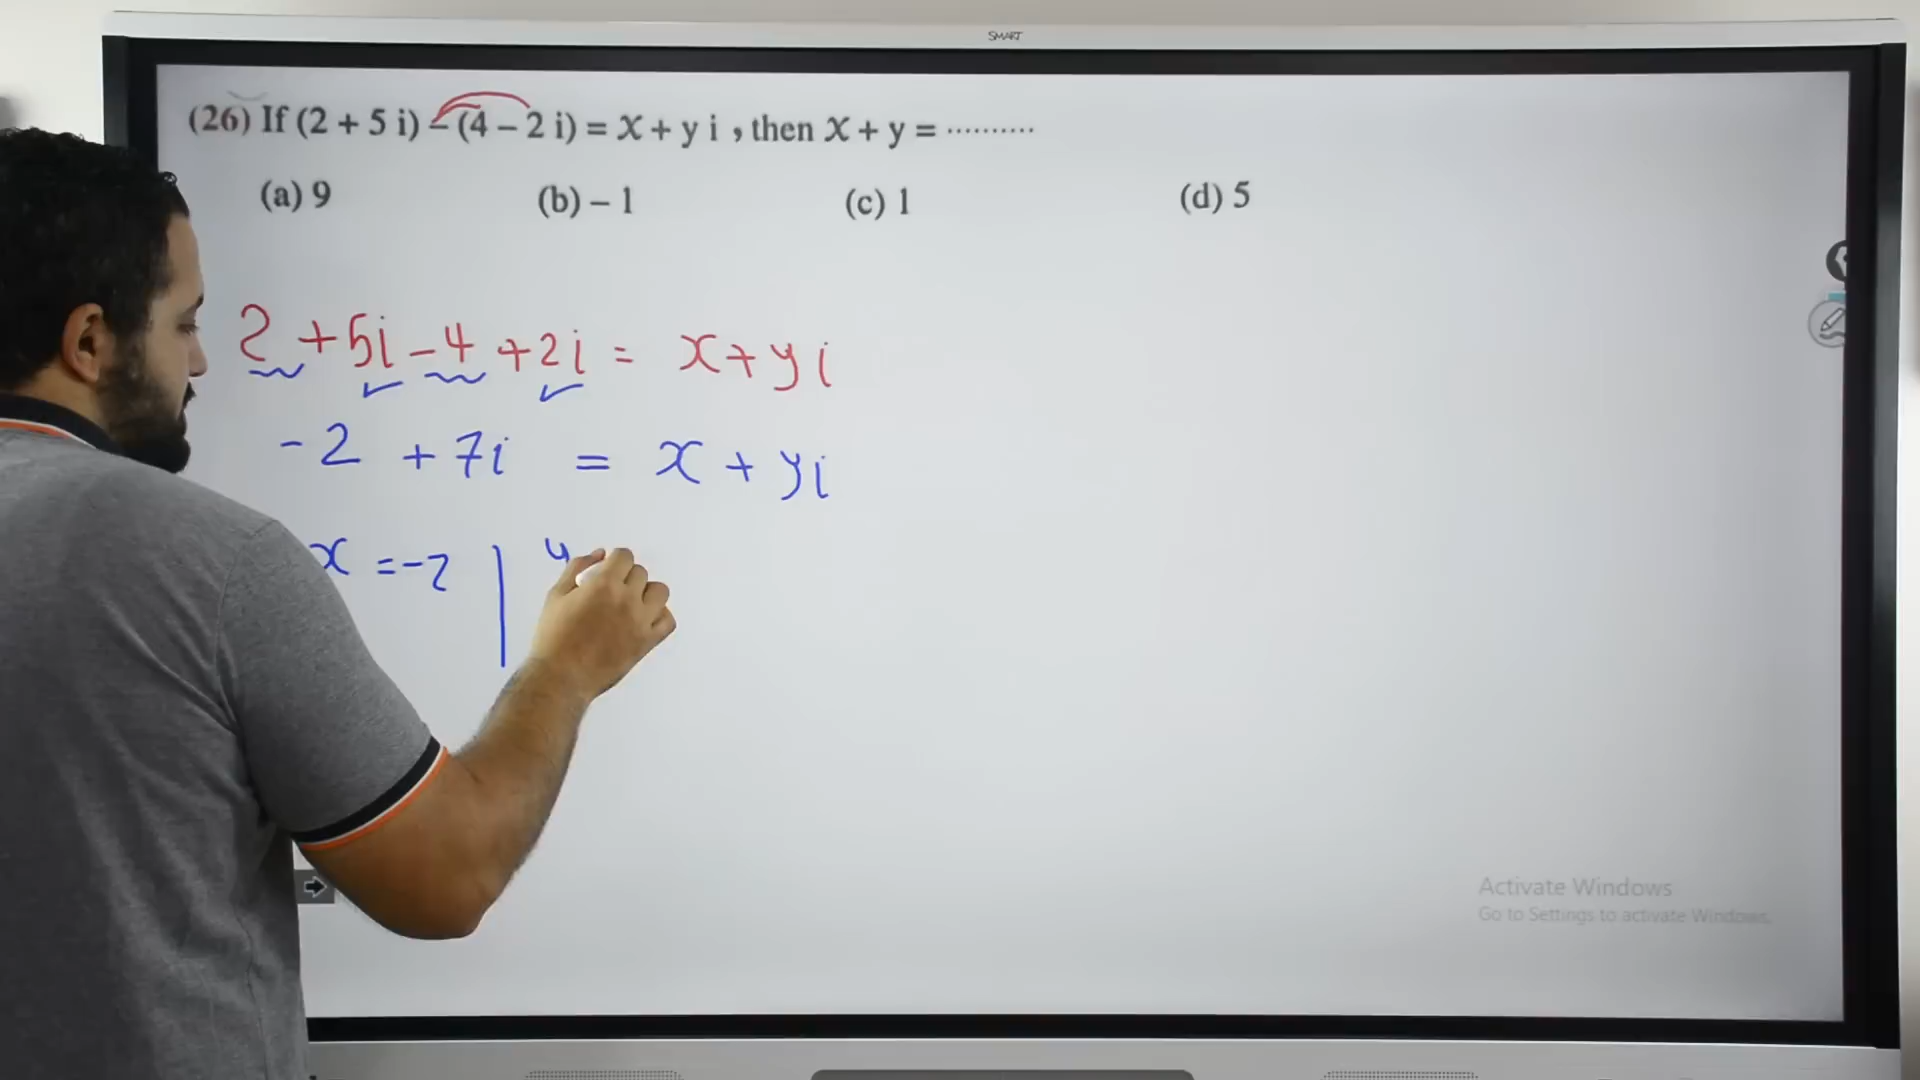 SMART
(26) If (2 + 5 i) – (4 – 2 i) = x + y i , then x + y = ··········
(a) 9 (b) – 1 (c) 1 (d) 5
2 + 5i - 4 + 2i = x + y i
- 2 + 7i = x + y i
x = -2 | y
Activate Windows
Go to Settings to activate Windows.